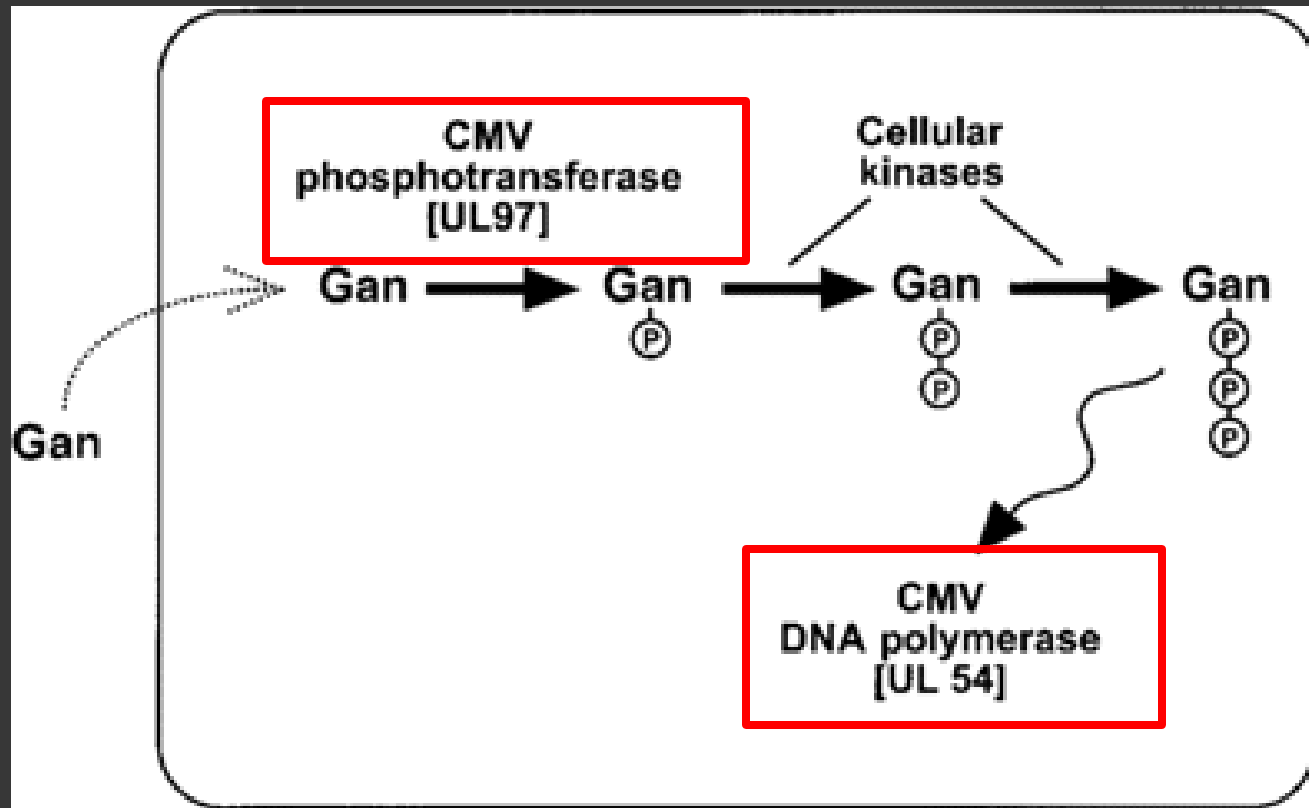 CMV
phosphotransferase
[UL97]
Cellular
kinases
Gan
Gan
Gan
Gan
P
P
P
P
P
P
Gan
CMV
DNA polymerase
[UL 54]